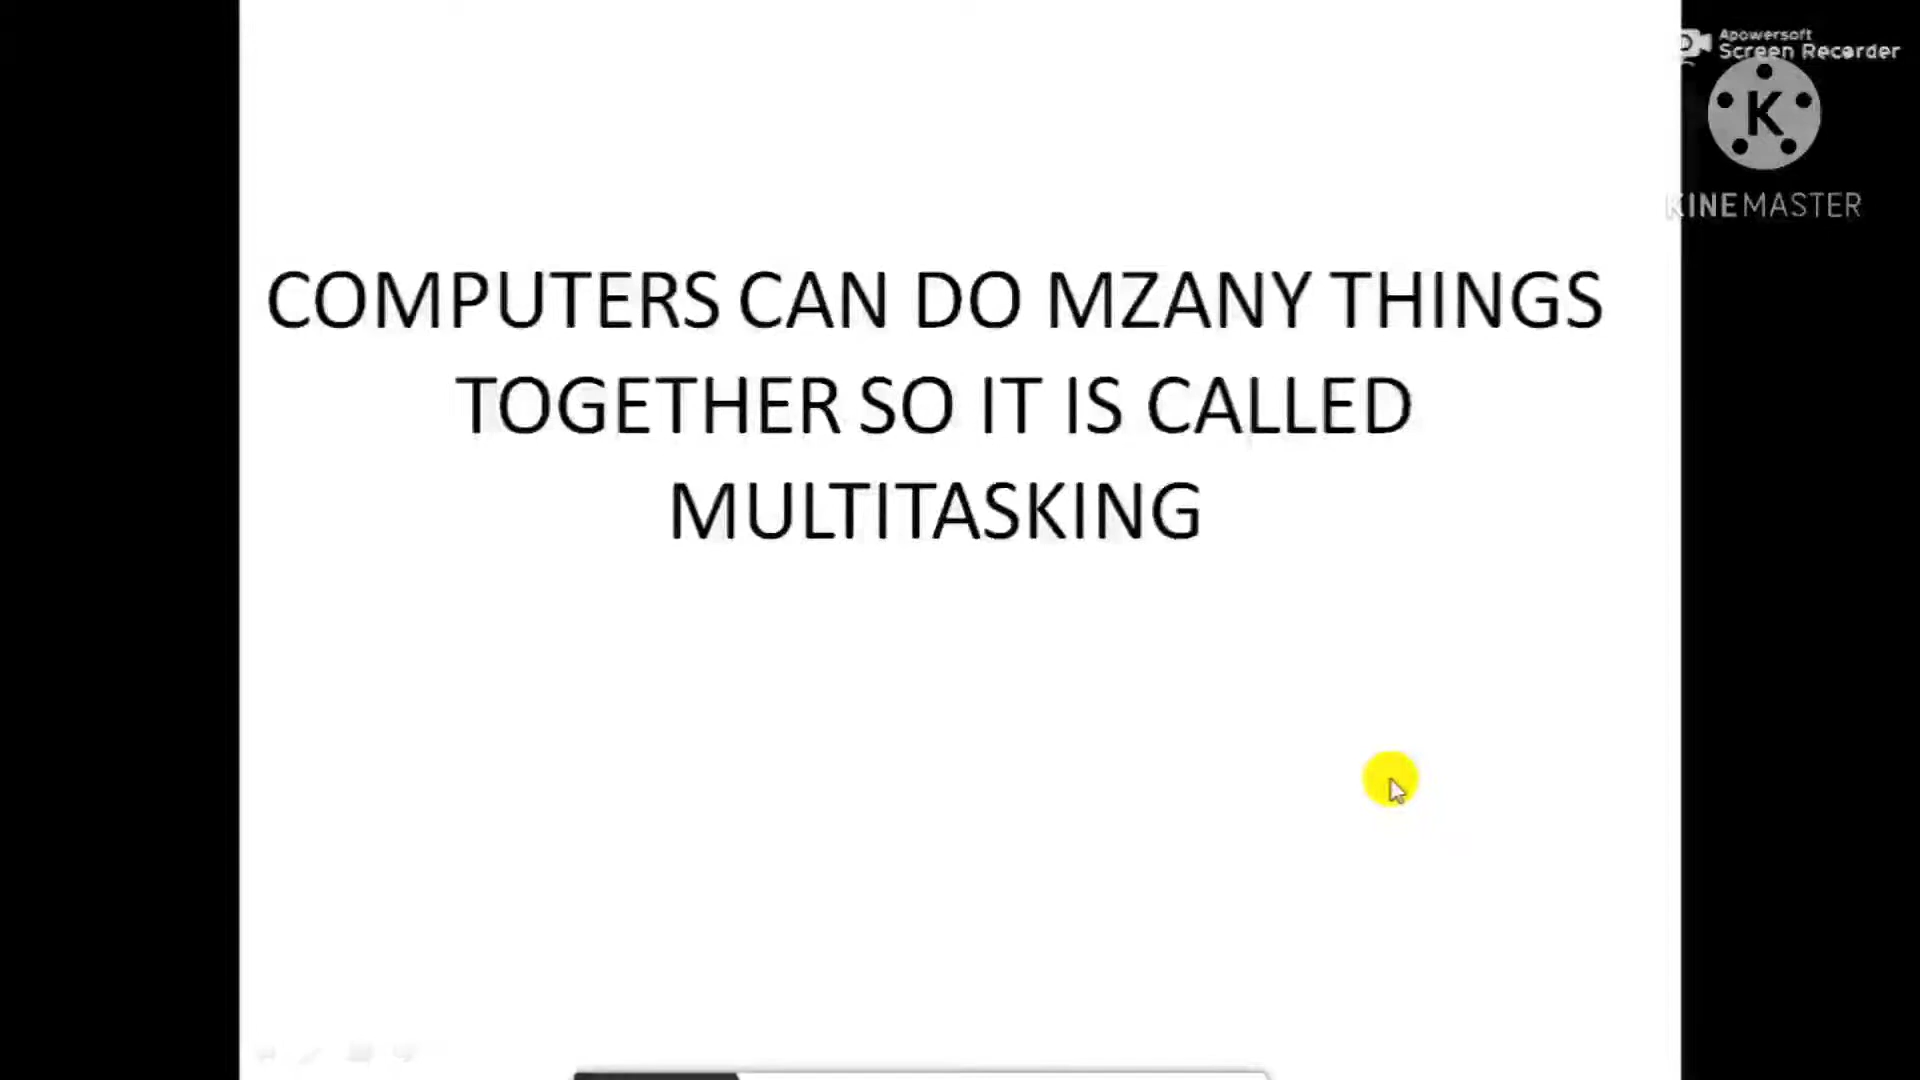 Apowersoft
Screen Recorder
K
KINEMASTER
COMPUTERS CAN DO MZANY THINGS
TOGETHER SO IT IS CALLED
MULTITASKING